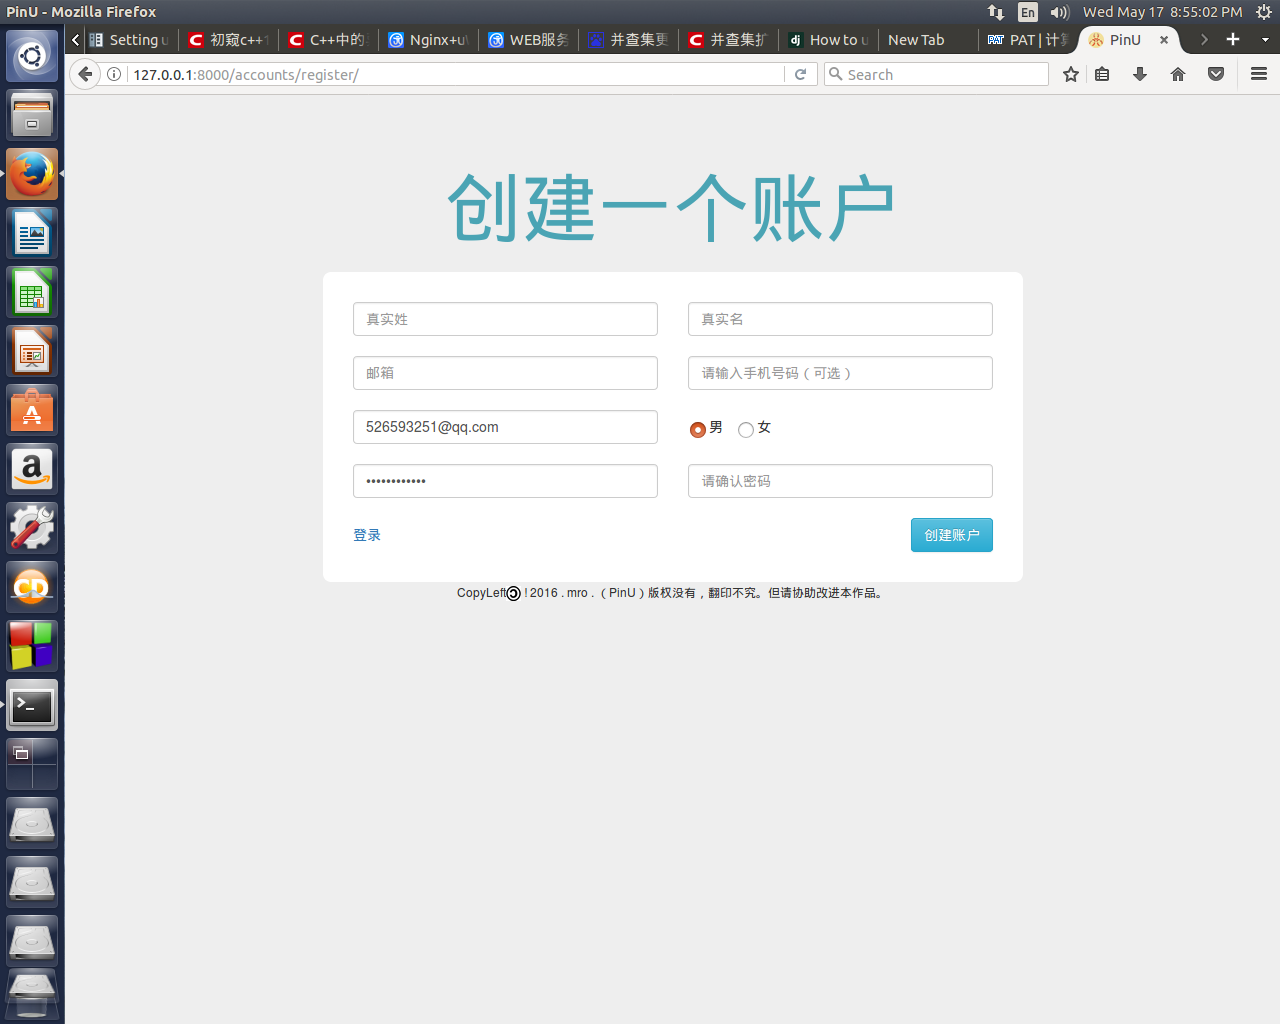 PinU - Mozilla Firefox
En
Wed May 17 8:55:02 PM
Setting u
初窥c++1
C++中的
Nginx+u
WEB服务
并查集更
并查集扩
How to u
New Tab
PAT | 计算
PinU
127.0.0.1:8000/accounts/register/
Search
创建一个账户
真实姓
真实名
邮箱
请输入手机号码（可选）
526593251@qq.com
男
女
••••••••••••
请确认密码
登录
创建账户
CopyLeft ! 2016 . mro . （PinU）版权没有，翻印不究。但请协助改进本作品。